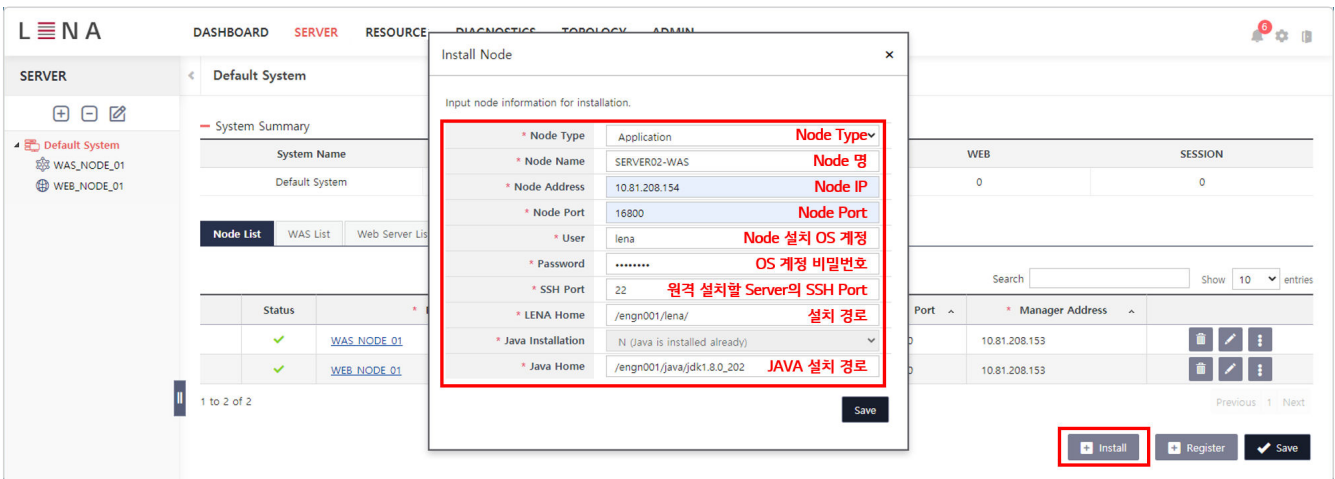 LENA
DASHBOARD SERVER RESOURCE DIAGNOSTICS TOPOLOGY ADMIN
6
SERVER
Default System
Default System
WAS_NODE_01
WEB_NODE_01
System Summary
System Name WEB SESSION
Default System 0 0
Node List WAS List Web Server Lis
Search Show 10 entries
Status * Port * Manager Address
WAS_NODE_01 10.81.208.153
WEB_NODE_01 10.81.208.153
1 to 2 of 2
Previous 1 Next
Install Register Save
Install Node ×
Input node information for installation.
* Node Type Application Node Type
* Node Name SERVER02-WAS Node 명
* Node Address 10.81.208.154 Node IP
* Node Port 16800 Node Port
* User lena Node 설치 OS 계정
* Password •••••••• OS 계정 비밀번호
* SSH Port 22 원격 설치할 Server의 SSH Port
* LENA Home /engn001/lena/ 설치 경로
* Java Installation N (Java is installed already)
* Java Home /engn001/java/jdk1.8.0_202 JAVA 설치 경로
Save